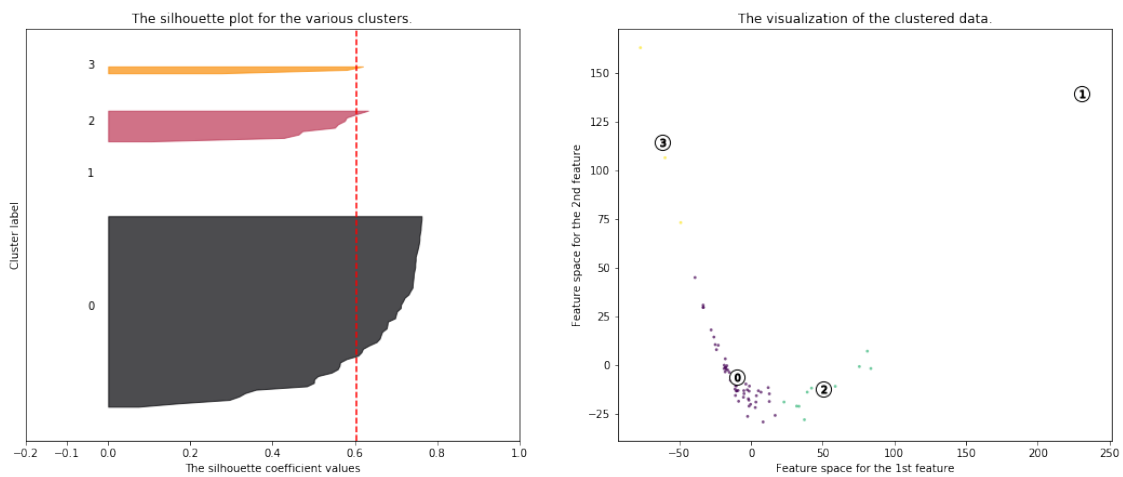 The silhouette plot for the various clusters.
3
2
1
0
Cluster label
−0.2 −0.1 0.0 0.2 0.4 0.6 0.8 1.0
The silhouette coefficient values
The visualization of the clustered data.
150
125
100
75
50
25
0
−25
Feature space for the 2nd feature
1
3
0
2
−50 0 50 100 150 200 250
Feature space for the 1st feature